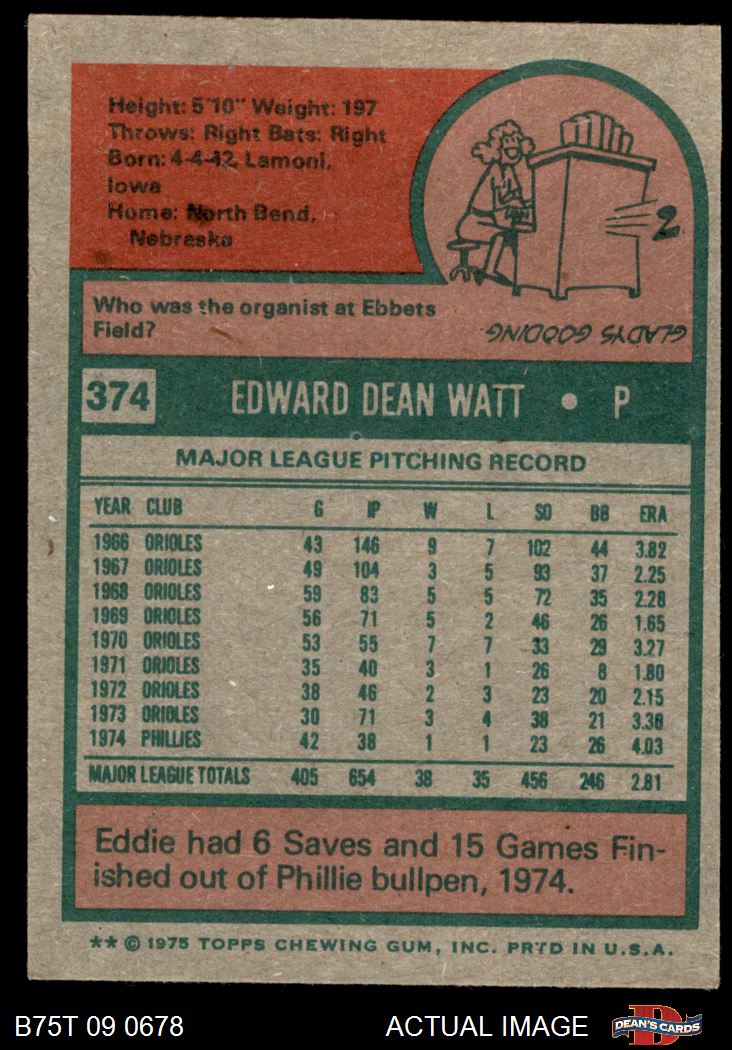 Height: 5'10" Weight: 197
Throws: Right Bats: Right
Born: 4-4-42, Lamoni,
Iowa
Home: North Bend,
Nebraska
2.
Who was the organist at Ebbets
Field?
GLADYS GOODING
374 EDWARD DEAN WATT • P
MAJOR LEAGUE PITCHING RECORD
YEAR CLUB G IP W L SO BB ERA
1966 ORIOLES 43 146 9 7 102 44 3.82
1967 ORIOLES 49 104 3 5 93 37 2.25
1968 ORIOLES 59 83 5 5 72 35 2.28
1969 ORIOLES 56 71 5 2 46 26 1.65
1970 ORIOLES 53 55 7 7 33 29 3.27
1971 ORIOLES 35 40 3 1 26 8 1.80
1972 ORIOLES 38 46 2 3 23 20 2.15
1973 ORIOLES 30 71 3 4 38 21 3.30
1974 PHILLIES 42 38 1 1 23 26 4.03
MAJOR LEAGUE TOTALS 405 654 38 35 456 246 2.81
Eddie had 6 Saves and 15 Games Fin-
ished out of Phillie bullpen, 1974.
** © 1975 TOPPS CHEWING GUM, INC. PRTD IN U.S.A.
B75T 09 0678 ACTUAL IMAGE D DEAN'S CARDS